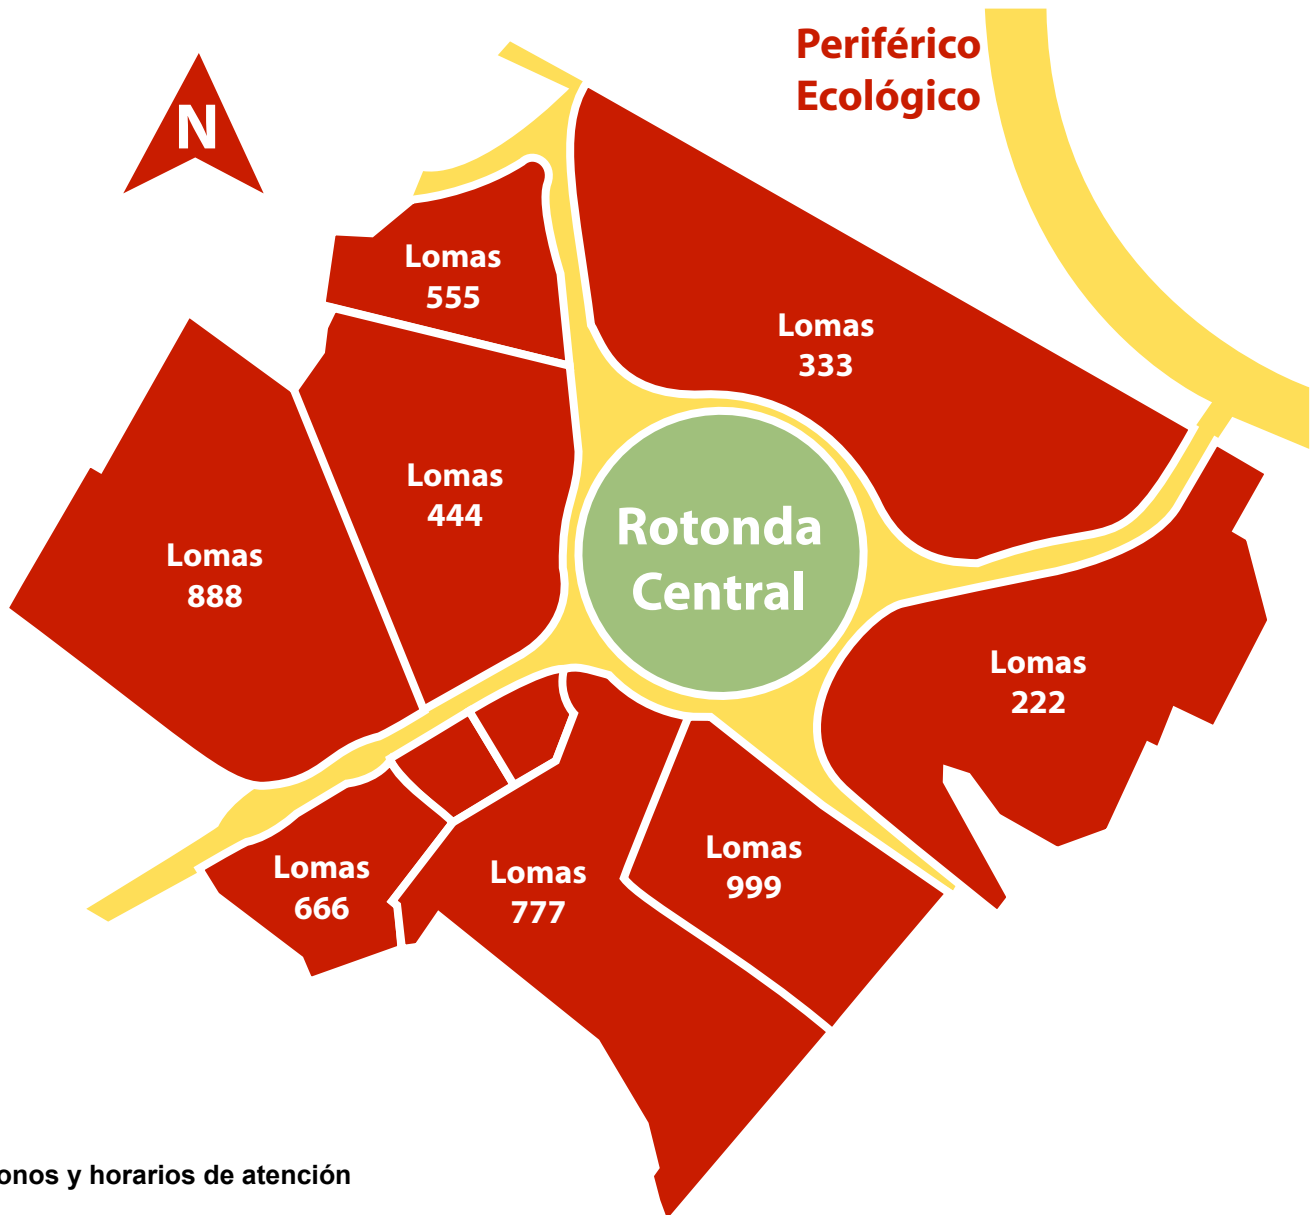 Periférico
Ecológico
N
Lomas
555
Lomas
333
Lomas
444
Rotonda
Central
Lomas
888
Lomas
222
Lomas
999
Lomas
666
Lomas
777
onos y horarios de atención